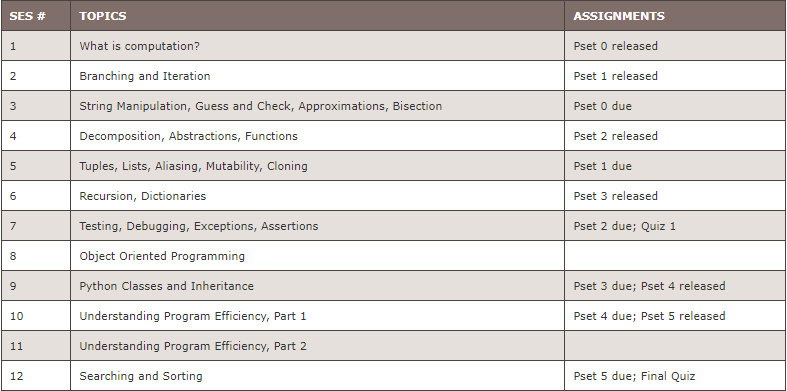 SES # TOPICS ASSIGNMENTS
1 What is computation? Pset 0 released
2 Branching and Iteration Pset 1 released
3 String Manipulation, Guess and Check, Approximations, Bisection Pset 0 due
4 Decomposition, Abstractions, Functions Pset 2 released
5 Tuples, Lists, Aliasing, Mutability, Cloning Pset 1 due
6 Recursion, Dictionaries Pset 3 released
7 Testing, Debugging, Exceptions, Assertions Pset 2 due; Quiz 1
8 Object Oriented Programming
9 Python Classes and Inheritance Pset 3 due; Pset 4 released
10 Understanding Program Efficiency, Part 1 Pset 4 due; Pset 5 released
11 Understanding Program Efficiency, Part 2
12 Searching and Sorting Pset 5 due; Final Quiz